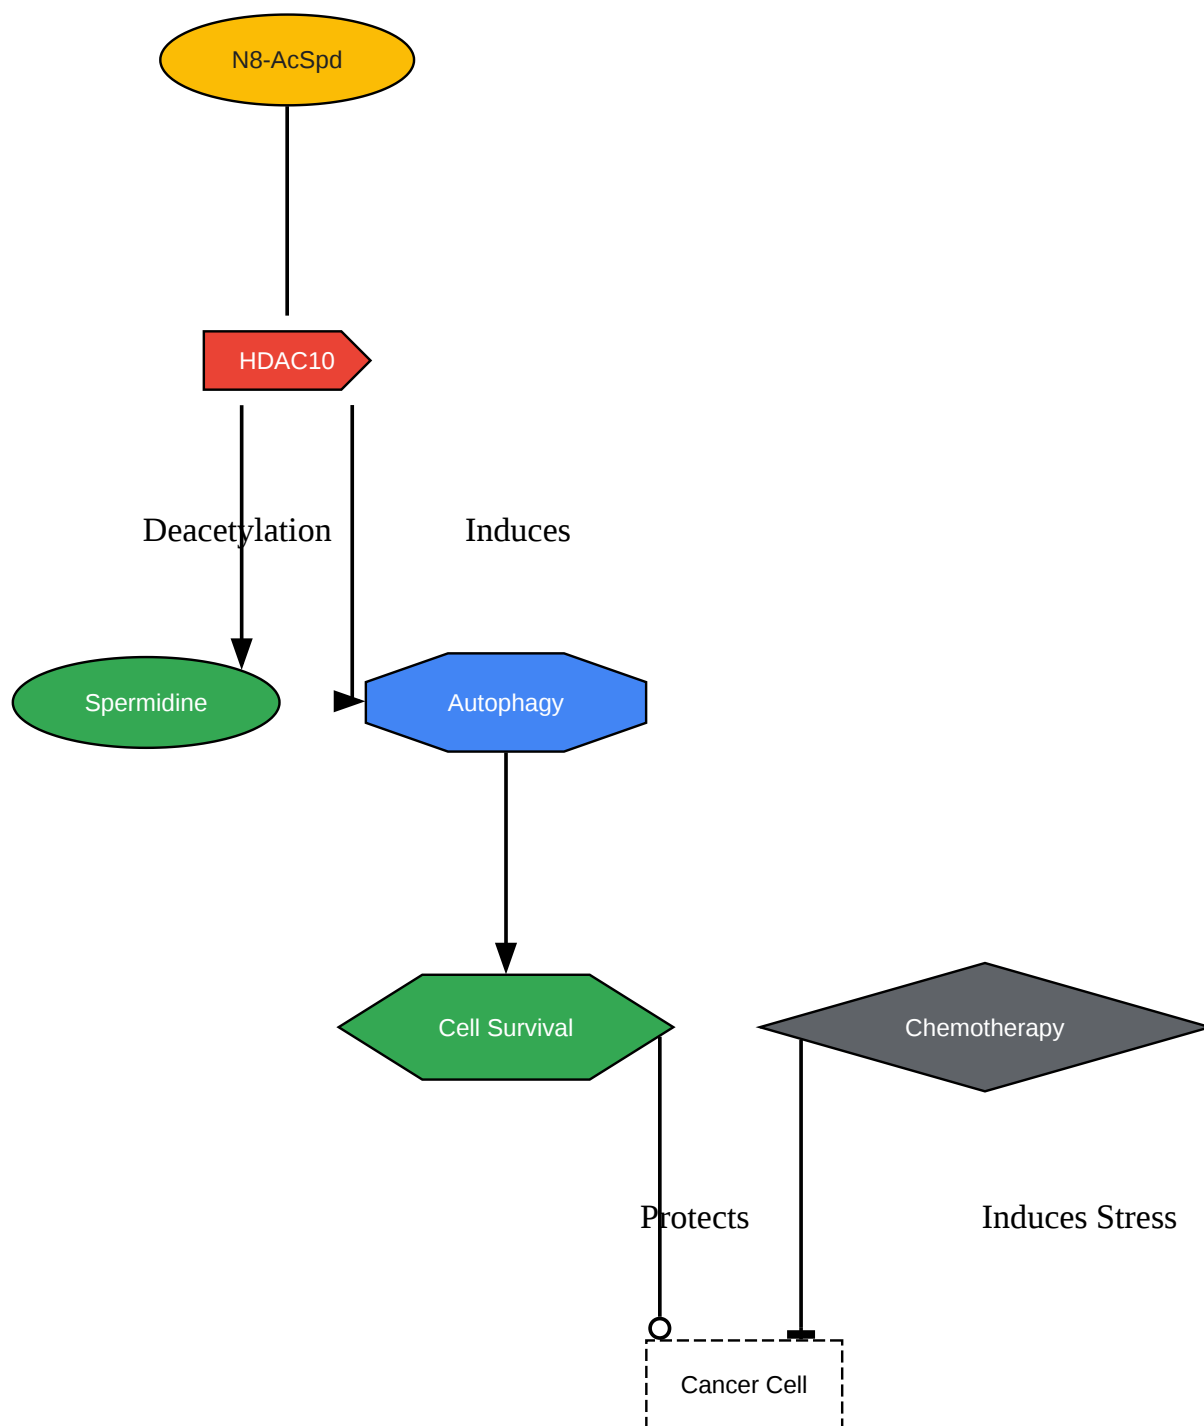 N8-AcSpd
HDAC10
Deacetylation
Induces
Spermidine
Autophagy
Cell Survival
Chemotherapy
Protects
Induces Stress
Cancer Cell